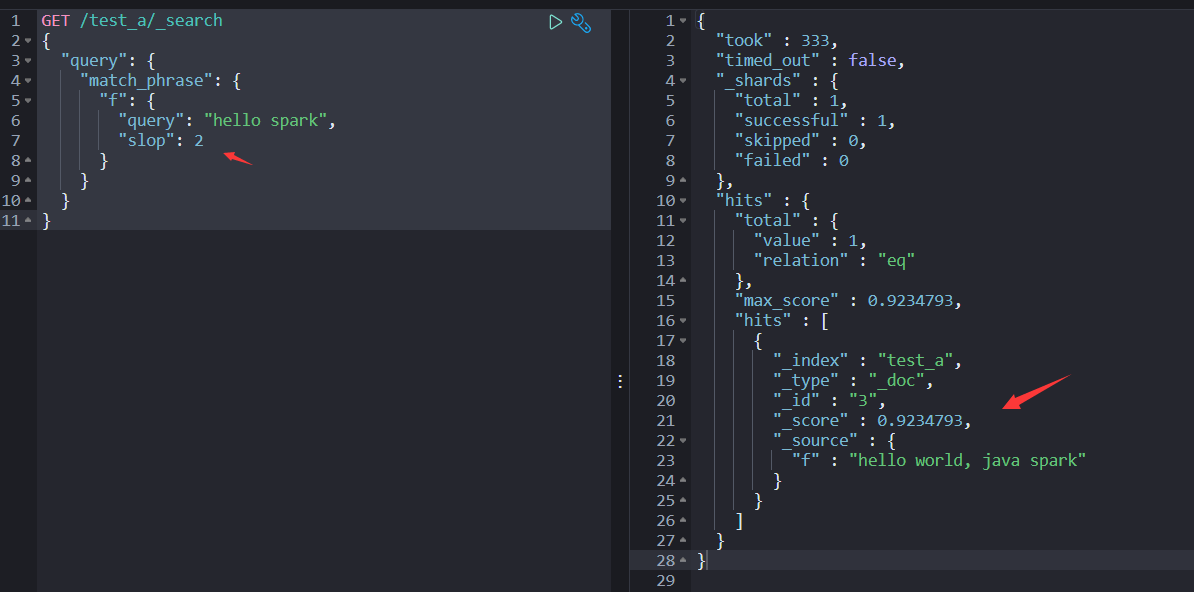 1 GET /test_a/_search
2 {
3 "query": {
4 "match_phrase": {
5 "f": {
6 "query": "hello spark",
7 "slop": 2
8 }
9 }
10 }
11 }
1 {
2 "took" : 333,
3 "timed_out" : false,
4 "_shards" : {
5 "total" : 1,
6 "successful" : 1,
7 "skipped" : 0,
8 "failed" : 0
9 },
10 "hits" : {
11 "total" : {
12 "value" : 1,
13 "relation" : "eq"
14 },
15 "max_score" : 0.9234793,
16 "hits" : [
17 {
18 "_index" : "test_a",
19 "_type" : "_doc",
20 "_id" : "3",
21 "_score" : 0.9234793,
22 "_source" : {
23 "f" : "hello world, java spark"
24 }
25 }
26 ]
27 }
28 }
29